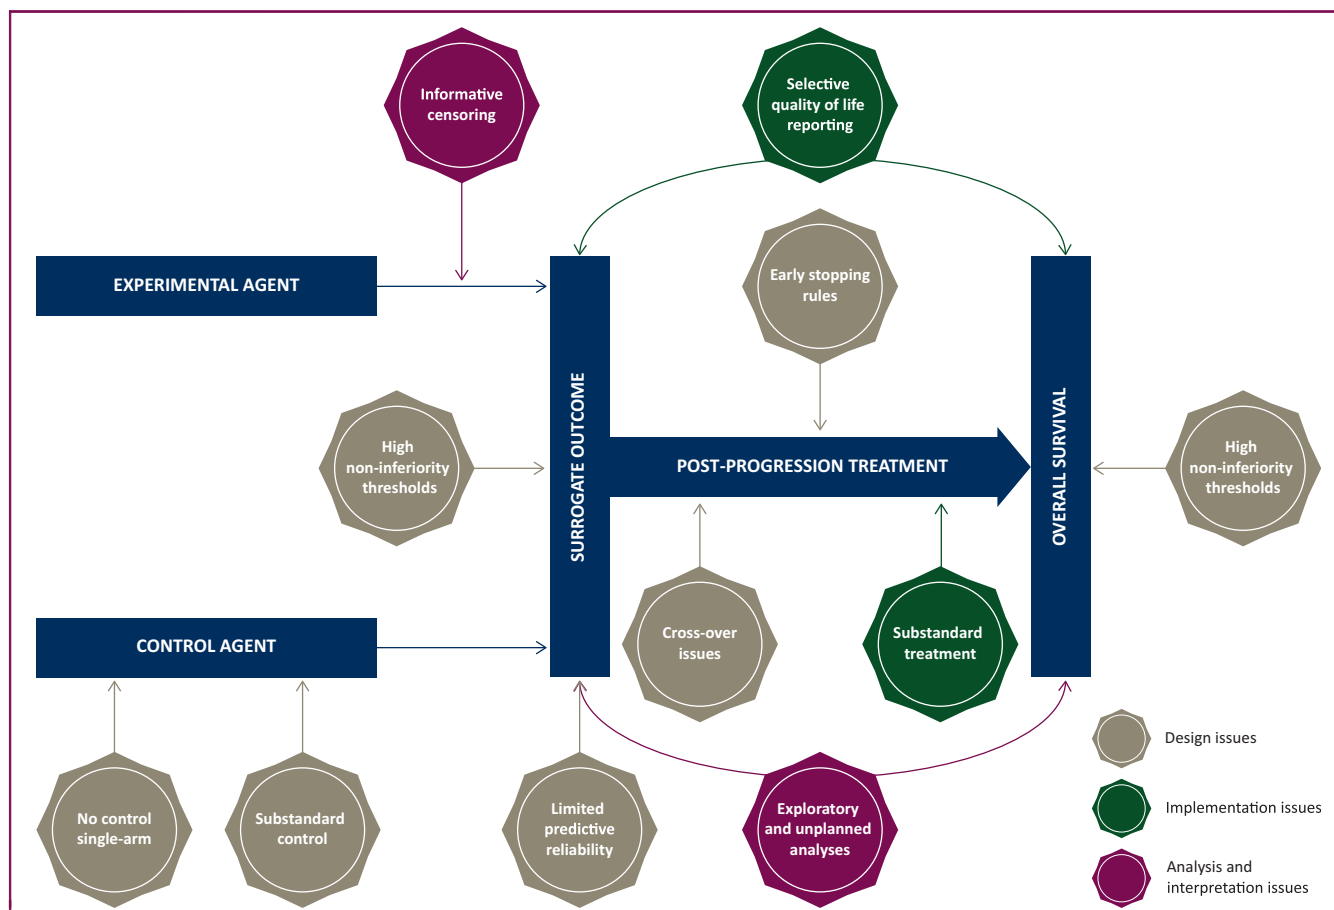 Informative
censoring
Selective
quality of life
reporting
EXPERIMENTAL AGENT
Early stopping
rules
SURROGATE OUTCOME
High
non-inferiority
thresholds
POST-PROGRESSION TREATMENT
OVERALL SURVIVAL
High
non-inferiority
thresholds
CONTROL AGENT
Cross-over
issues
Substandard
treatment
No control
single-arm
Substandard
control
Limited
predictive
reliability
Exploratory
and unplanned
analyses
Design issues
Implementation issues
Analysis and
interpretation issues